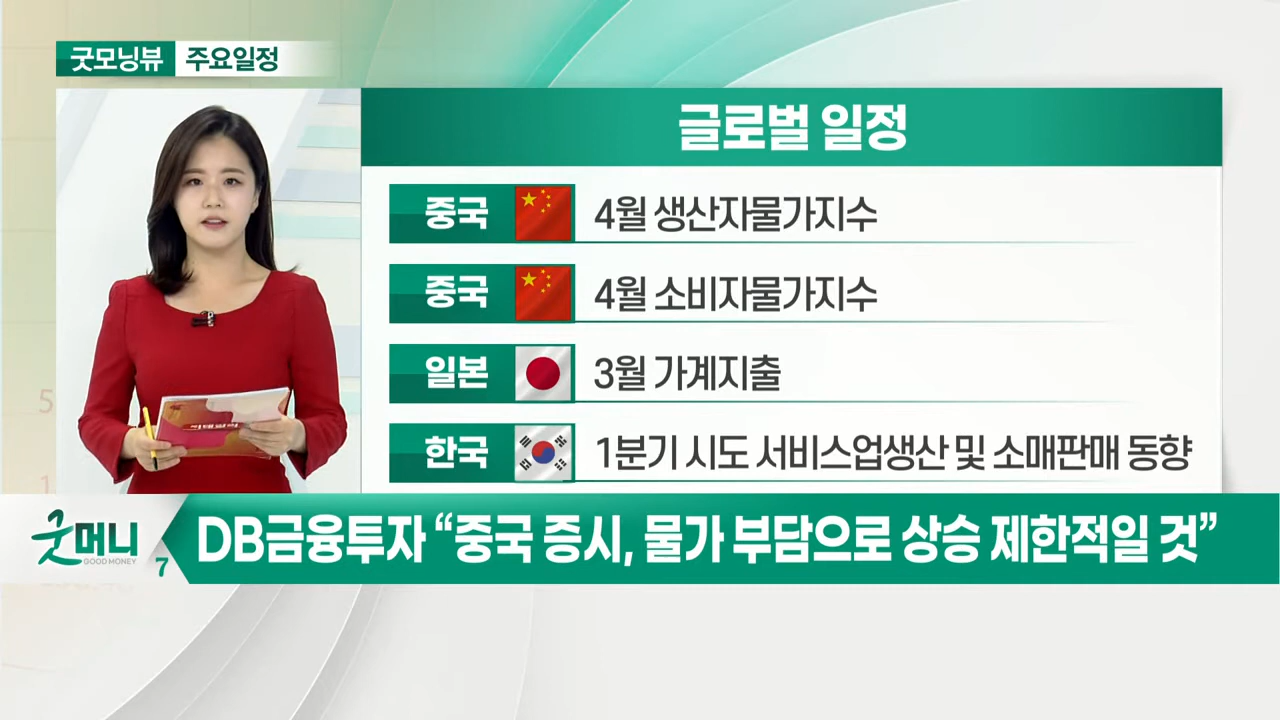 굿모닝뷰 주요일정
글로벌 일정
중국 4월 생산자물가지수
중국 4월 소비자물가지수
일본 3월 가계지출
한국 1분기 시도 서비스업생산 및 소매판매 동향
5
1
굿머니
GOOD MONEY
7
DB금융투자 “중국 증시, 물가 부담으로 상승 제한적일 것”